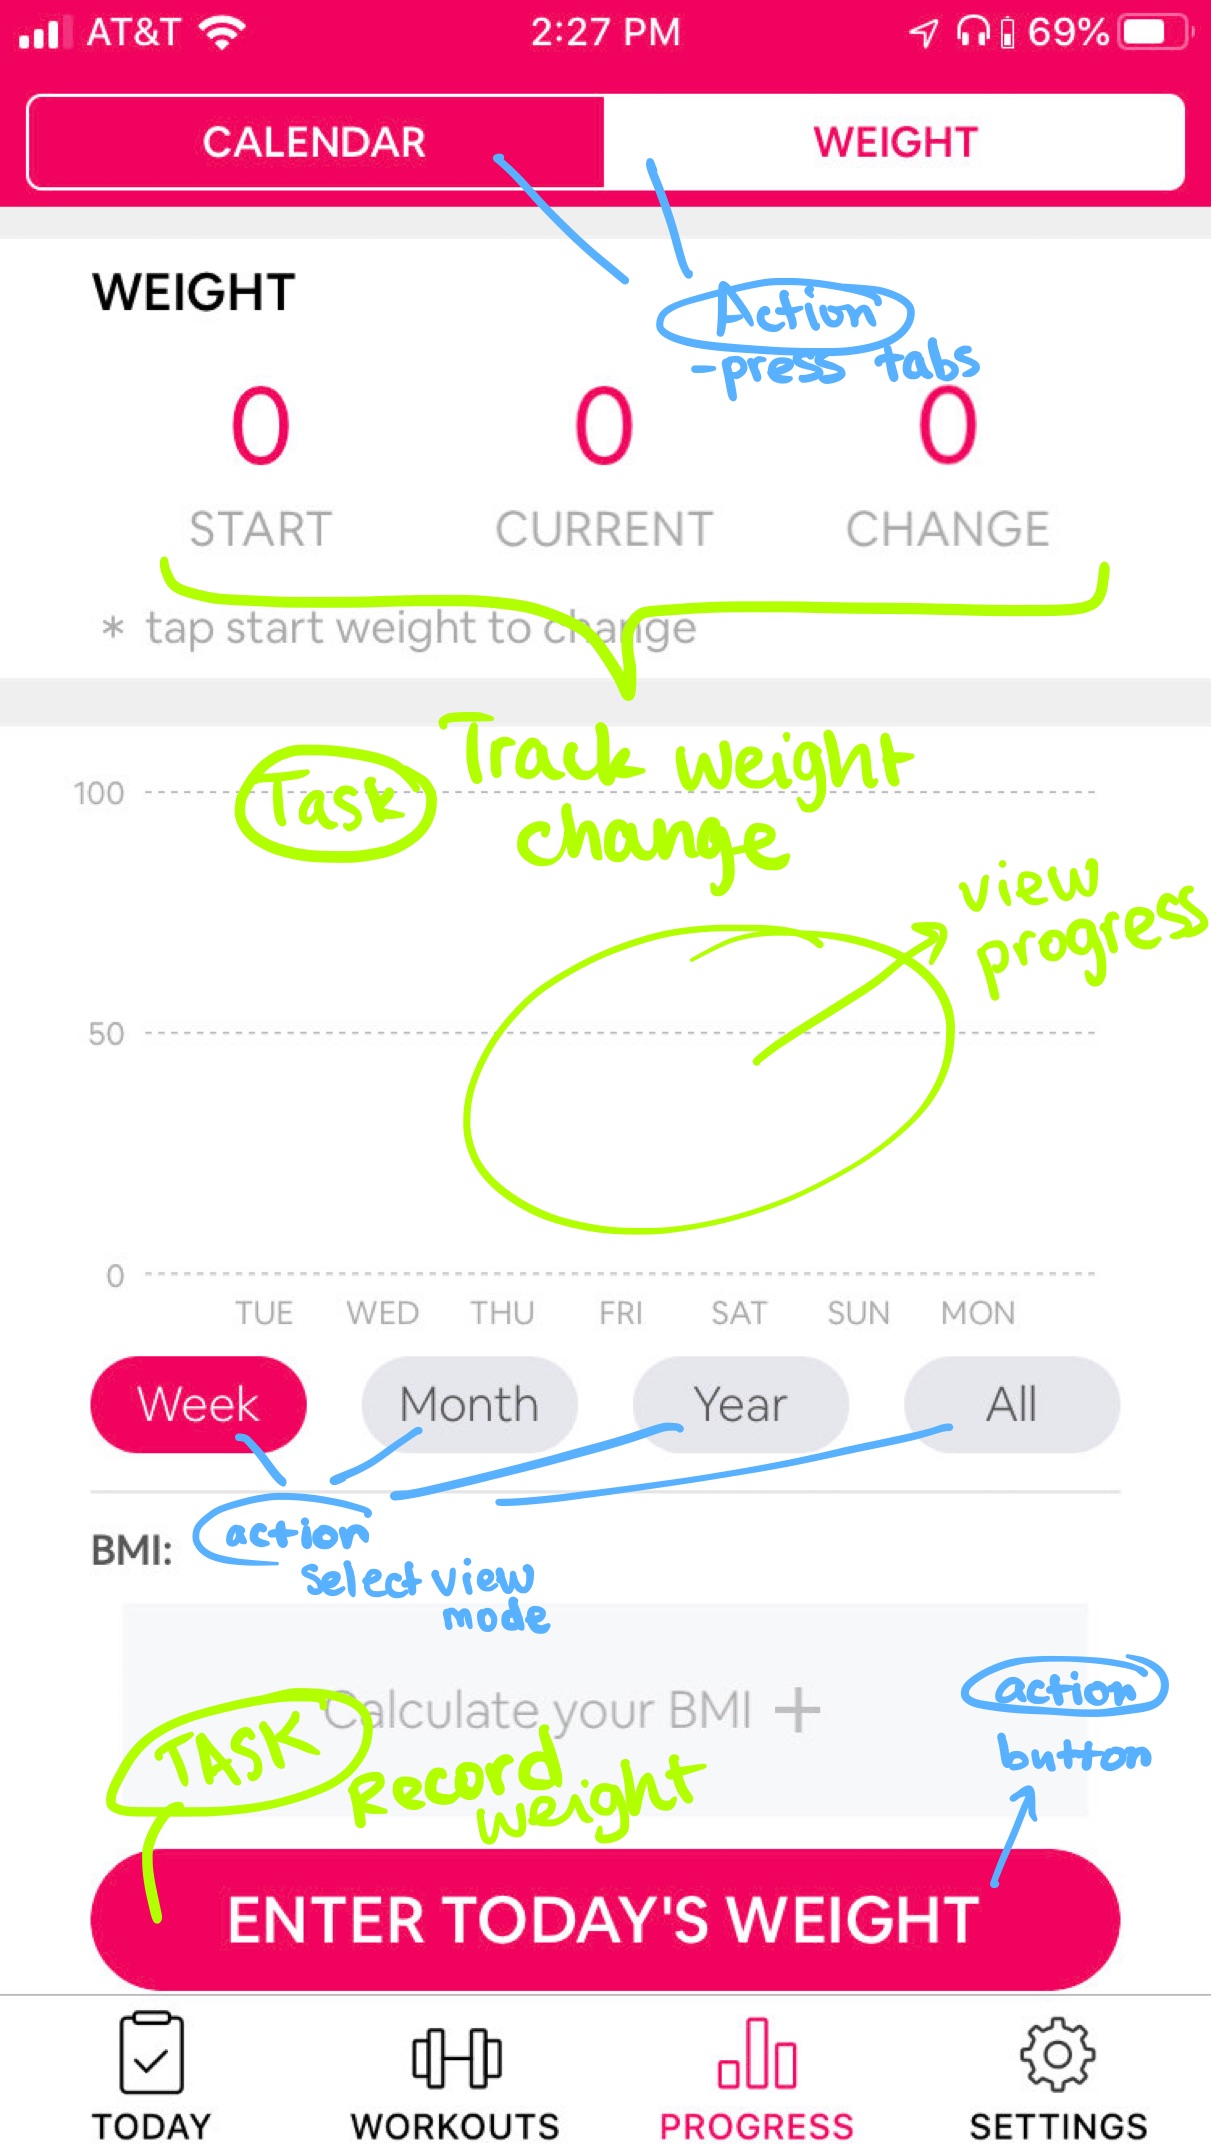 AT&T 2:27 PM 69%
CALENDAR WEIGHT
WEIGHT
Action
-press tabs
0 0 0
START CURRENT CHANGE
* tap start weight to change
Task Track weight
change
100
view
progress
50
0
TUE WED THU FRI SAT SUN MON
Week Month Year All
BMI: action
select view
mode
action
Calculate your BMI +
button
TASK Record
weight
ENTER TODAY'S WEIGHT
TODAY WORKOUTS PROGRESS SETTINGS